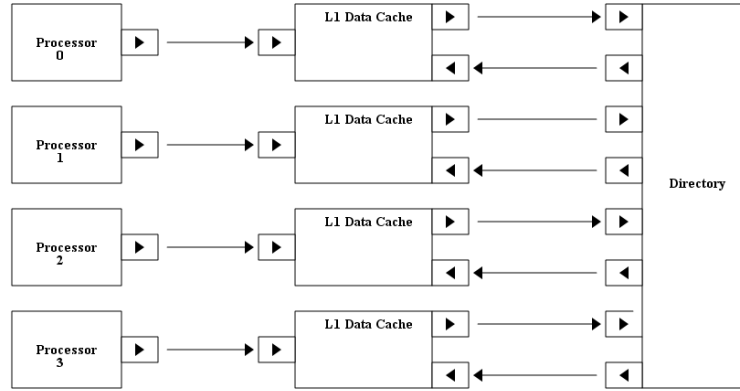 Processor
0
L1 Data Cache
Processor
1
L1 Data Cache
Directory
Processor
2
L1 Data Cache
Processor
3
L1 Data Cache